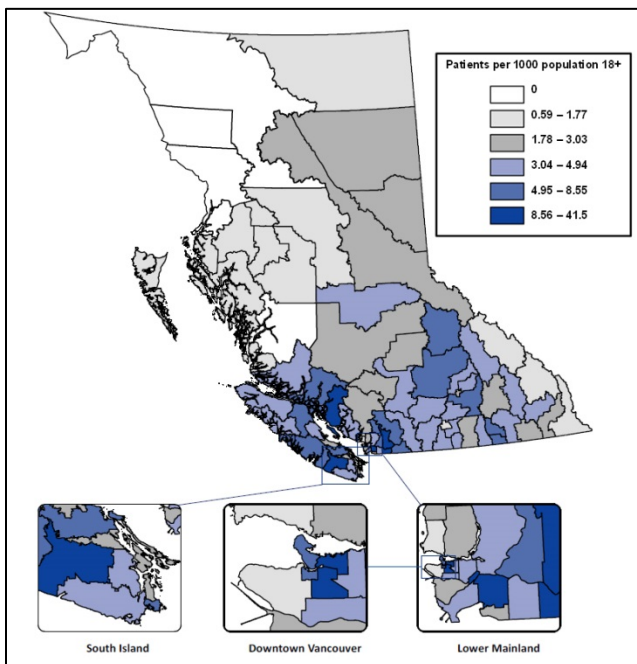 Patients per 1000 population 18+
0
0.59 – 1.77
1.78 – 3.03
3.04 – 4.94
4.95 – 8.55
8.56 – 41.5
South Island
Downtown Vancouver
Lower Mainland